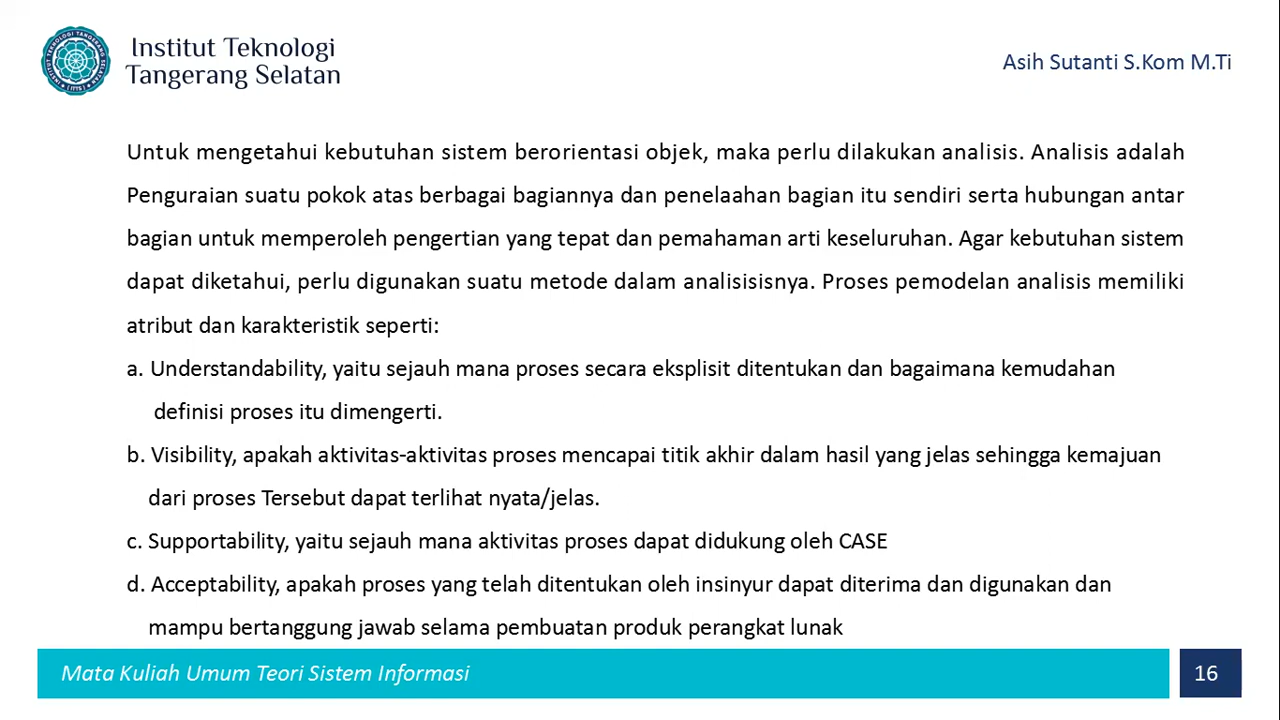 Institut Teknologi
Tangerang Selatan
Asih Sutanti S.Kom M.Ti
Untuk mengetahui kebutuhan sistem berorientasi objek, maka perlu dilakukan analisis. Analisis adalah
Penguraian suatu pokok atas berbagai bagiannya dan penelaahan bagian itu sendiri serta hubungan antar
bagian untuk memperoleh pengertian yang tepat dan pemahaman arti keseluruhan. Agar kebutuhan sistem
dapat diketahui, perlu digunakan suatu metode dalam analisisisnya. Proses pemodelan analisis memiliki
atribut dan karakteristik seperti:
a. Understandability, yaitu sejauh mana proses secara eksplisit ditentukan dan bagaimana kemudahan
definisi proses itu dimengerti.
b. Visibility, apakah aktivitas-aktivitas proses mencapai titik akhir dalam hasil yang jelas sehingga kemajuan
dari proses Tersebut dapat terlihat nyata/jelas.
c. Supportability, yaitu sejauh mana aktivitas proses dapat didukung oleh CASE
d. Acceptability, apakah proses yang telah ditentukan oleh insinyur dapat diterima dan digunakan dan
mampu bertanggung jawab selama pembuatan produk perangkat lunak
Mata Kuliah Umum Teori Sistem Informasi
16